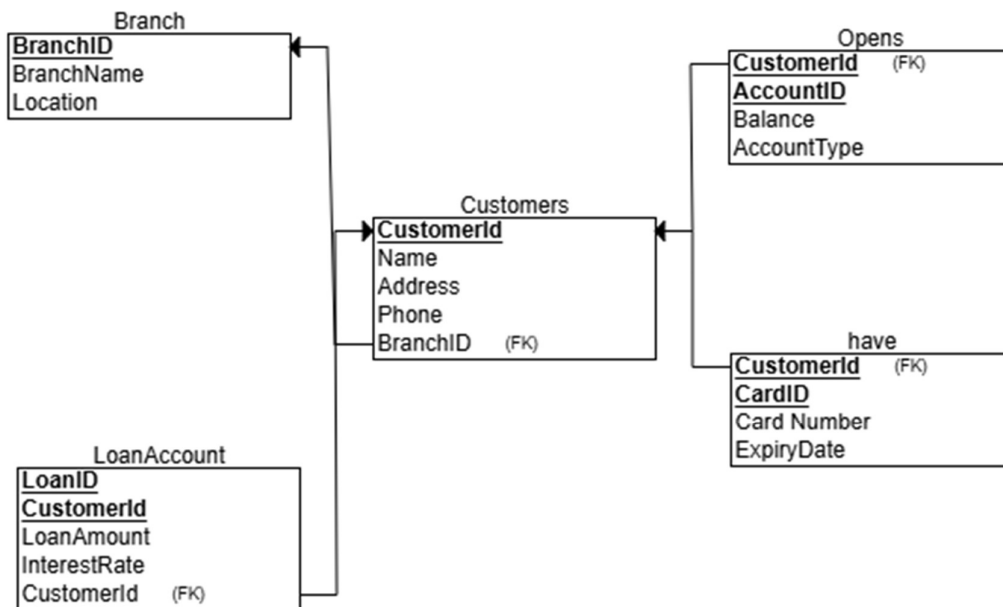 Branch
BranchID
BranchName
Location
Opens
CustomerId (FK)
AccountID
Balance
AccountType
Customers
CustomerId
Name
Address
Phone
BranchID (FK)
have
CustomerId (FK)
CardID
Card Number
ExpiryDate
LoanAccount
LoanID
CustomerId
LoanAmount
InterestRate
CustomerId (FK)